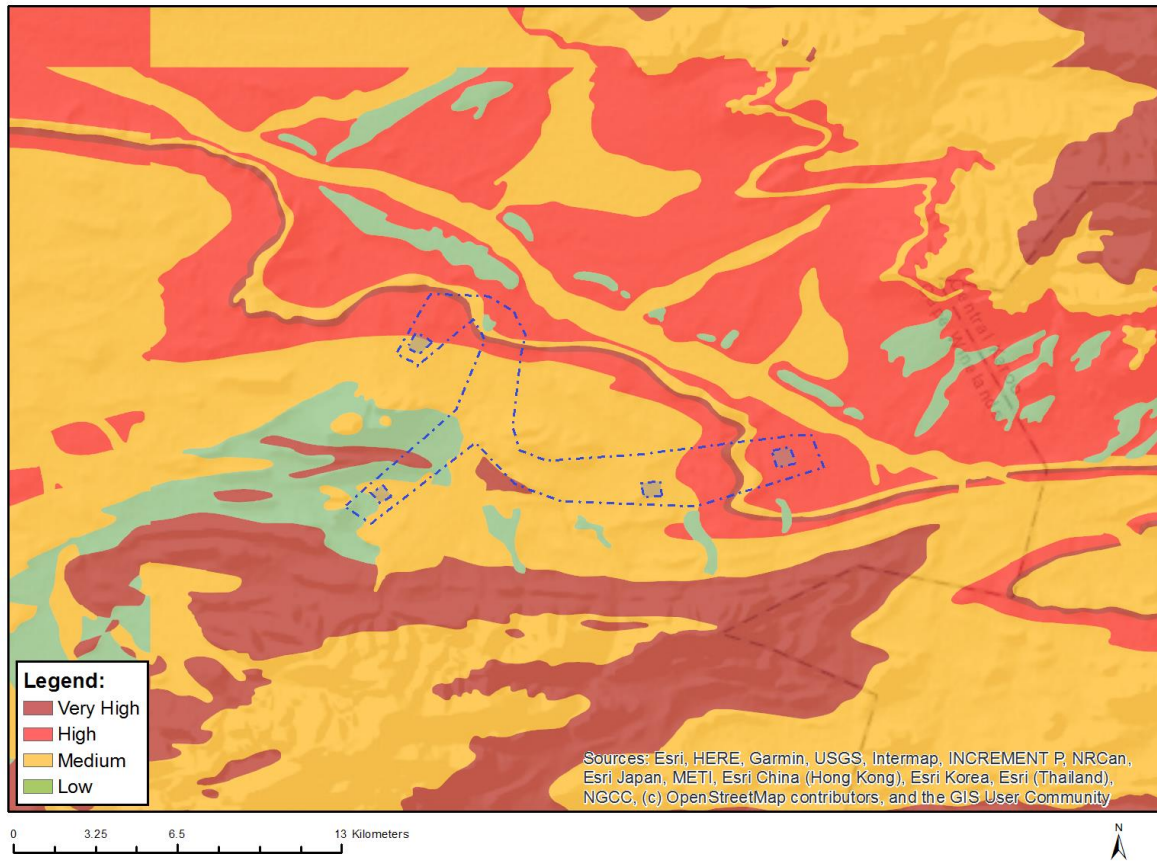 Central Karoo
Legend:
Very High
High
Medium
Low
Sources: Esri, HERE, Garmin, USGS, Intermap, INCREMENT P, NRCan,
Esri Japan, METI, Esri China (Hong Kong), Esri Korea, Esri (Thailand),
NGCC, (c) OpenStreetMap contributors, and the GIS User Community
0 3.25 6.5 13 Kilometers
N